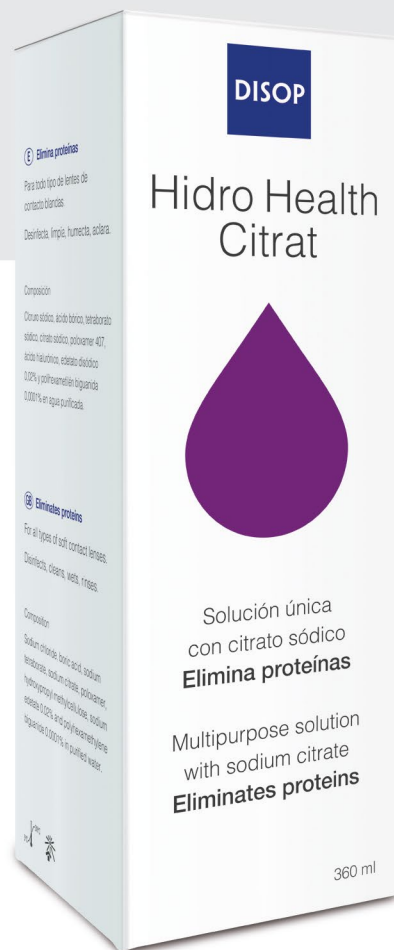 DISOP
Hidro Health
Citrat
Solución única
con citrato sódico
Elimina proteínas
Multipurpose solution
with sodium citrate
Eliminates proteins
360 ml
E Elimina proteínas
Para todo tipo de lentes de
contacto blandas.
Desinfecta, limpia, humecta, aclara.
Composición
Cloruro sódico, ácido bórico, tetraborato
sódico, citrato sódico, poloxamer 407,
ácido hialurónico, edetato disódico
0,02% y polihexametilén biguanida
0,0001% en agua purificada.
GB Eliminates proteins
For all types of soft contact lenses.
Disinfects, cleans, wets, rinses.
Composition
Sodium chloride, boric acid, sodium
tetraborate, sodium citrate, poloxamer,
hydroxypropyl methylcellulose, sodium
edetate 0.02% and polyhexamethylene
biguanide 0.0001% in purified water.